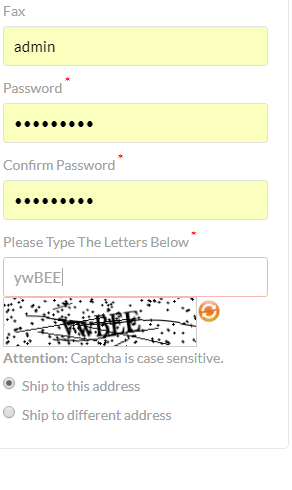 Fax
admin
Password *
•••••••••
Confirm Password *
•••••••••
Please Type The Letters Below *
ywBEE
ywBEE
Attention: Captcha is case sensitive.
Ship to this address
Ship to different address